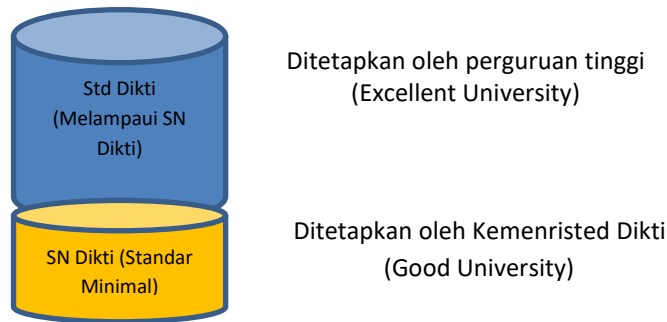 Std Dikti
(Melampaui SN
Dikti)
Ditetapkan oleh perguruan tinggi
(Excellent University)
SN Dikti (Standar
Minimal)
Ditetapkan oleh Kemenristed Dikti
(Good University)